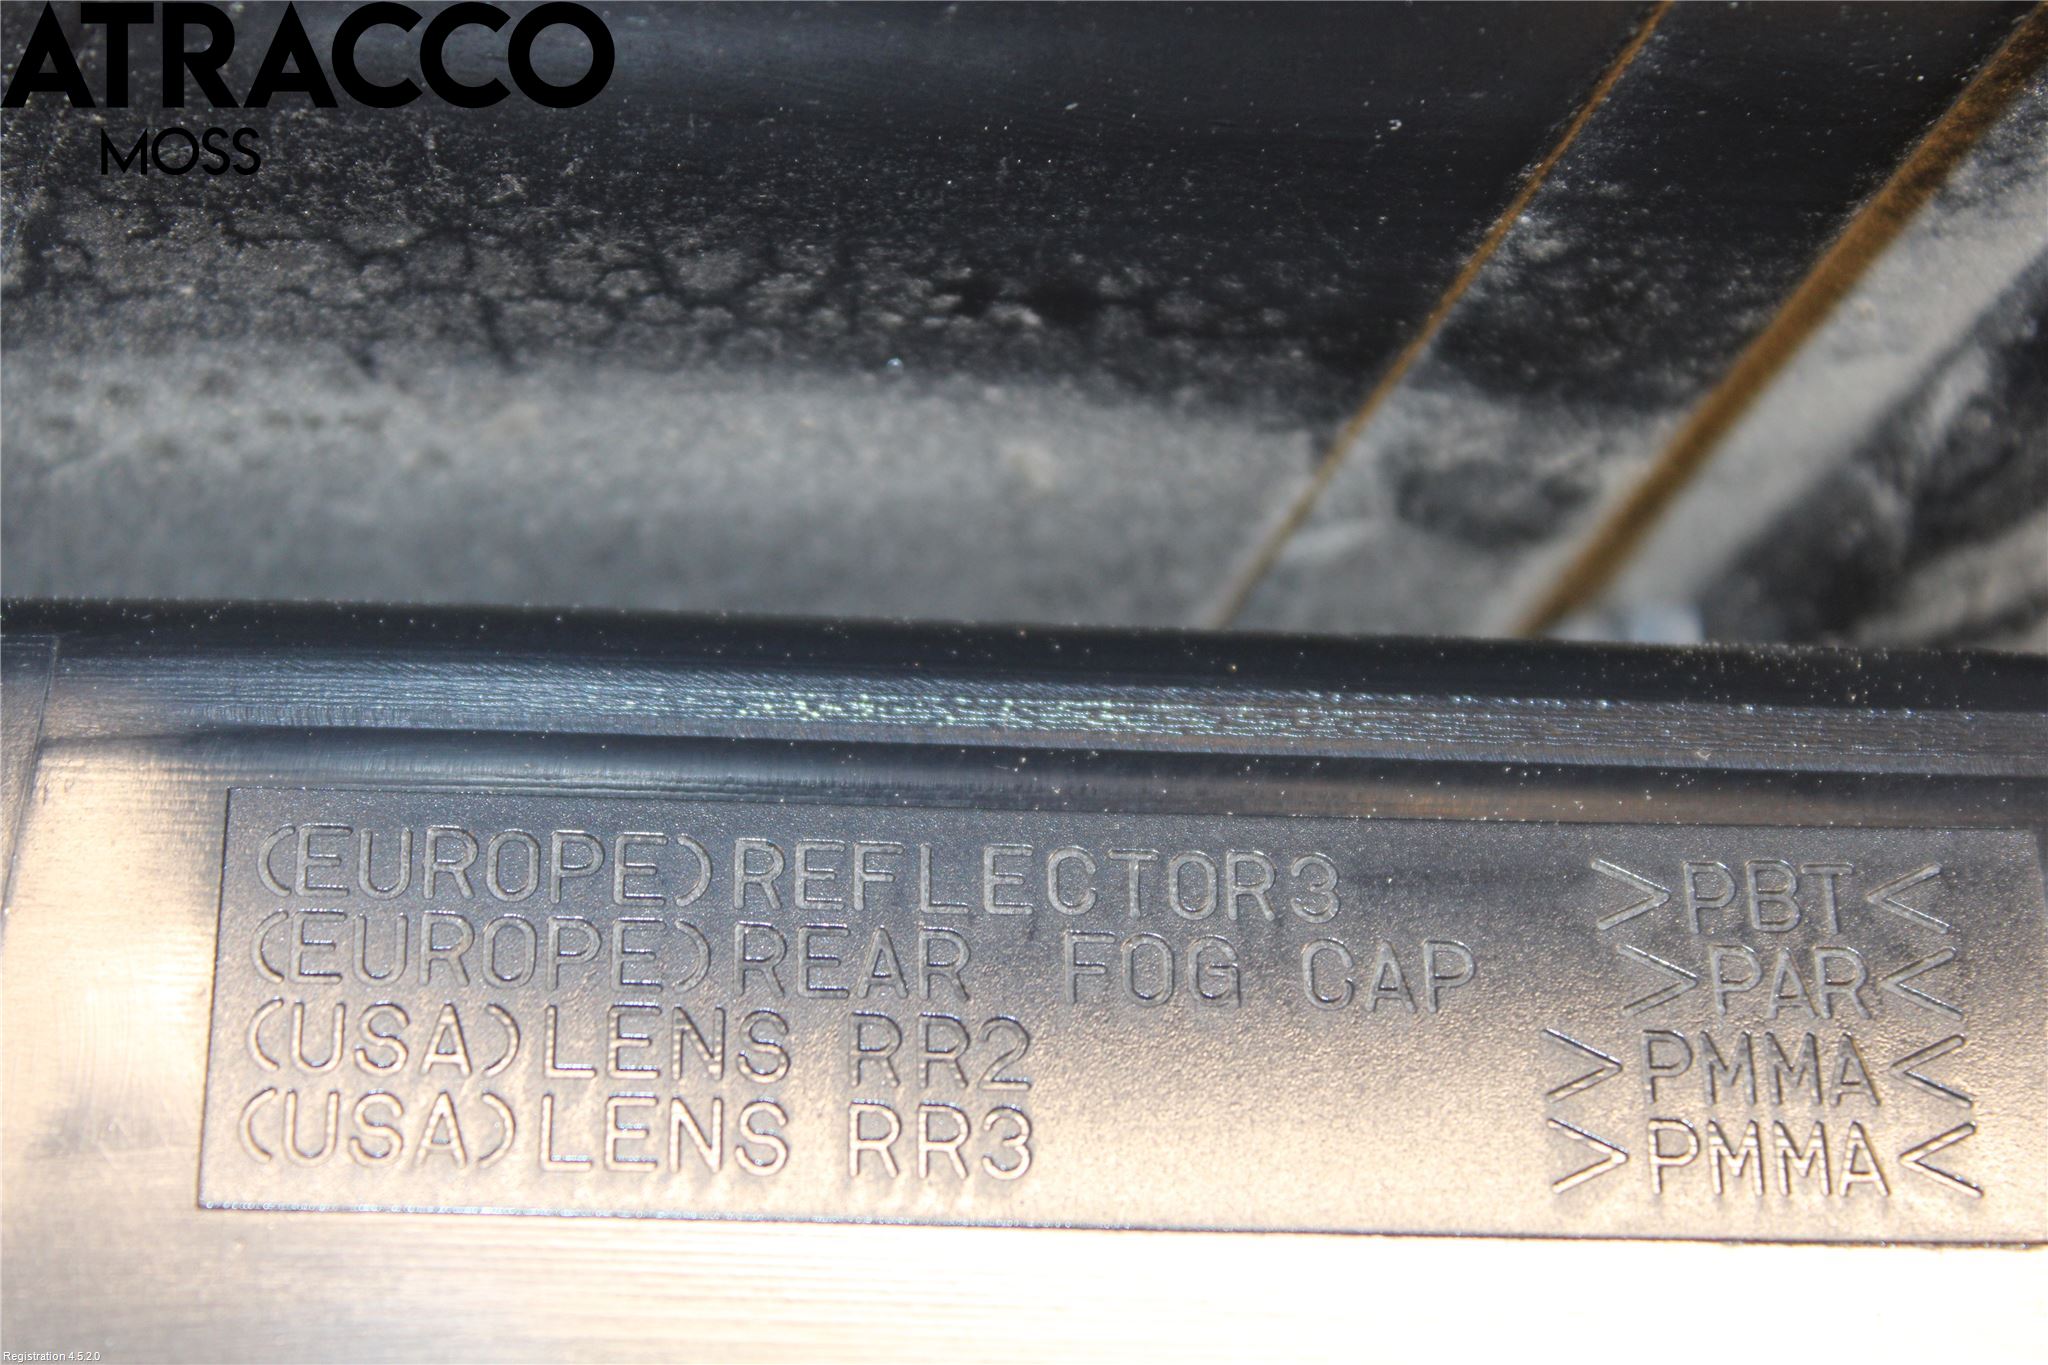 ATRACCO
MOSS
(EUROPE)REFLECTOR3 >PBT<
(EUROPE)REAR FOG CAP >PAR<
(USA)LENS RR2 >PMMA<
(USA)LENS RR3 >PMMA<
Registration 4.5.2.0